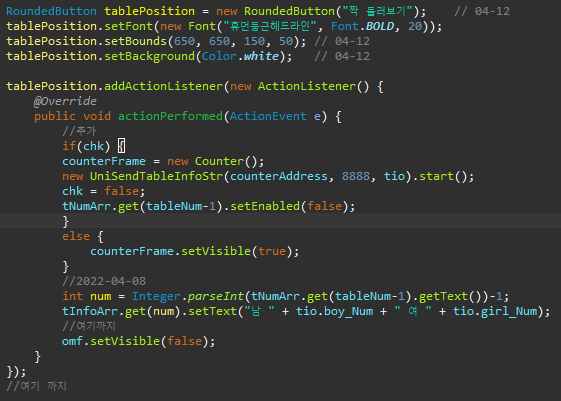 RoundedButton tablePosition = new RoundedButton("쫙 둘러보기");    // 04-12
tablePosition.setFont(new Font("휴먼둥근헤드라인", Font.BOLD, 20));
tablePosition.setBounds(650, 650, 150, 50); // 04-12
tablePosition.setBackground(Color.white);   // 04-12
tablePosition.addActionListener(new ActionListener() {
@Override
public void actionPerformed(ActionEvent e) {
//추가
if(chk) {
counterFrame = new Counter();
new UniSendTableInfoStr(counterAddress, 8888, tio).start();
chk = false;
tNumArr.get(tableNum-1).setEnabled(false);
}
else {
counterFrame.setVisible(true);
}
//2022-04-08
int num = Integer.parseInt(tNumArr.get(tableNum-1).getText())-1;
tInfoArr.get(num).setText("남 " + tio.boy_Num + " 여 " + tio.girl_Num);
//여기까지
omf.setVisible(false);
}
});
//여기 까지